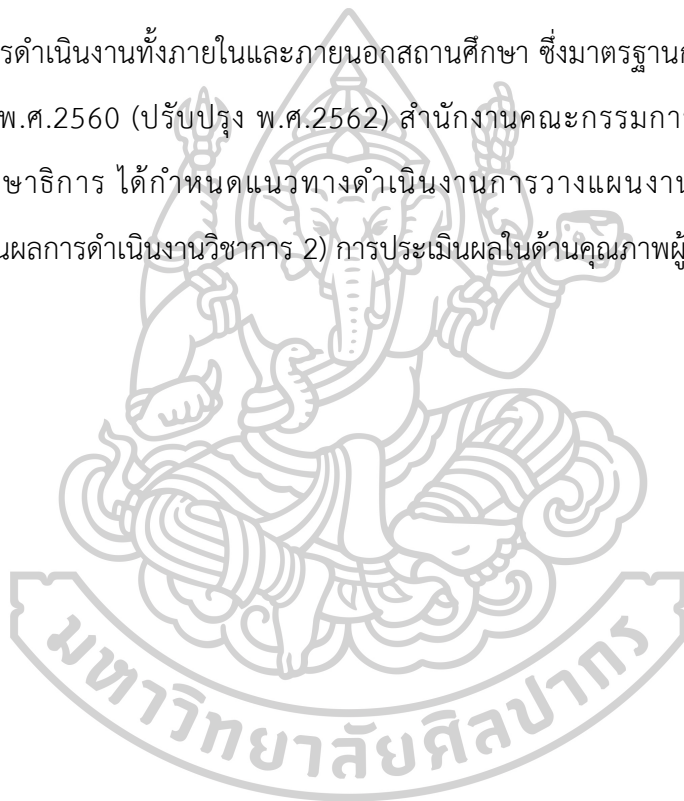 รดำเนินงานทั้งภายในและภายนอกสถานศึกษา ซึ่งมาตรฐานก
พ.ศ.2560 (ปรับปรุง พ.ศ.2562) สำนักงานคณะกรรมกา
ษาธิการ ได้กำหนดแนวทางดำเนินงานการวางแผนงาน
นผลการดำเนินงานวิชาการ 2) การประเมินผลในด้านคุณภาพผู้
มหาวิทยาลัยศิลปากร